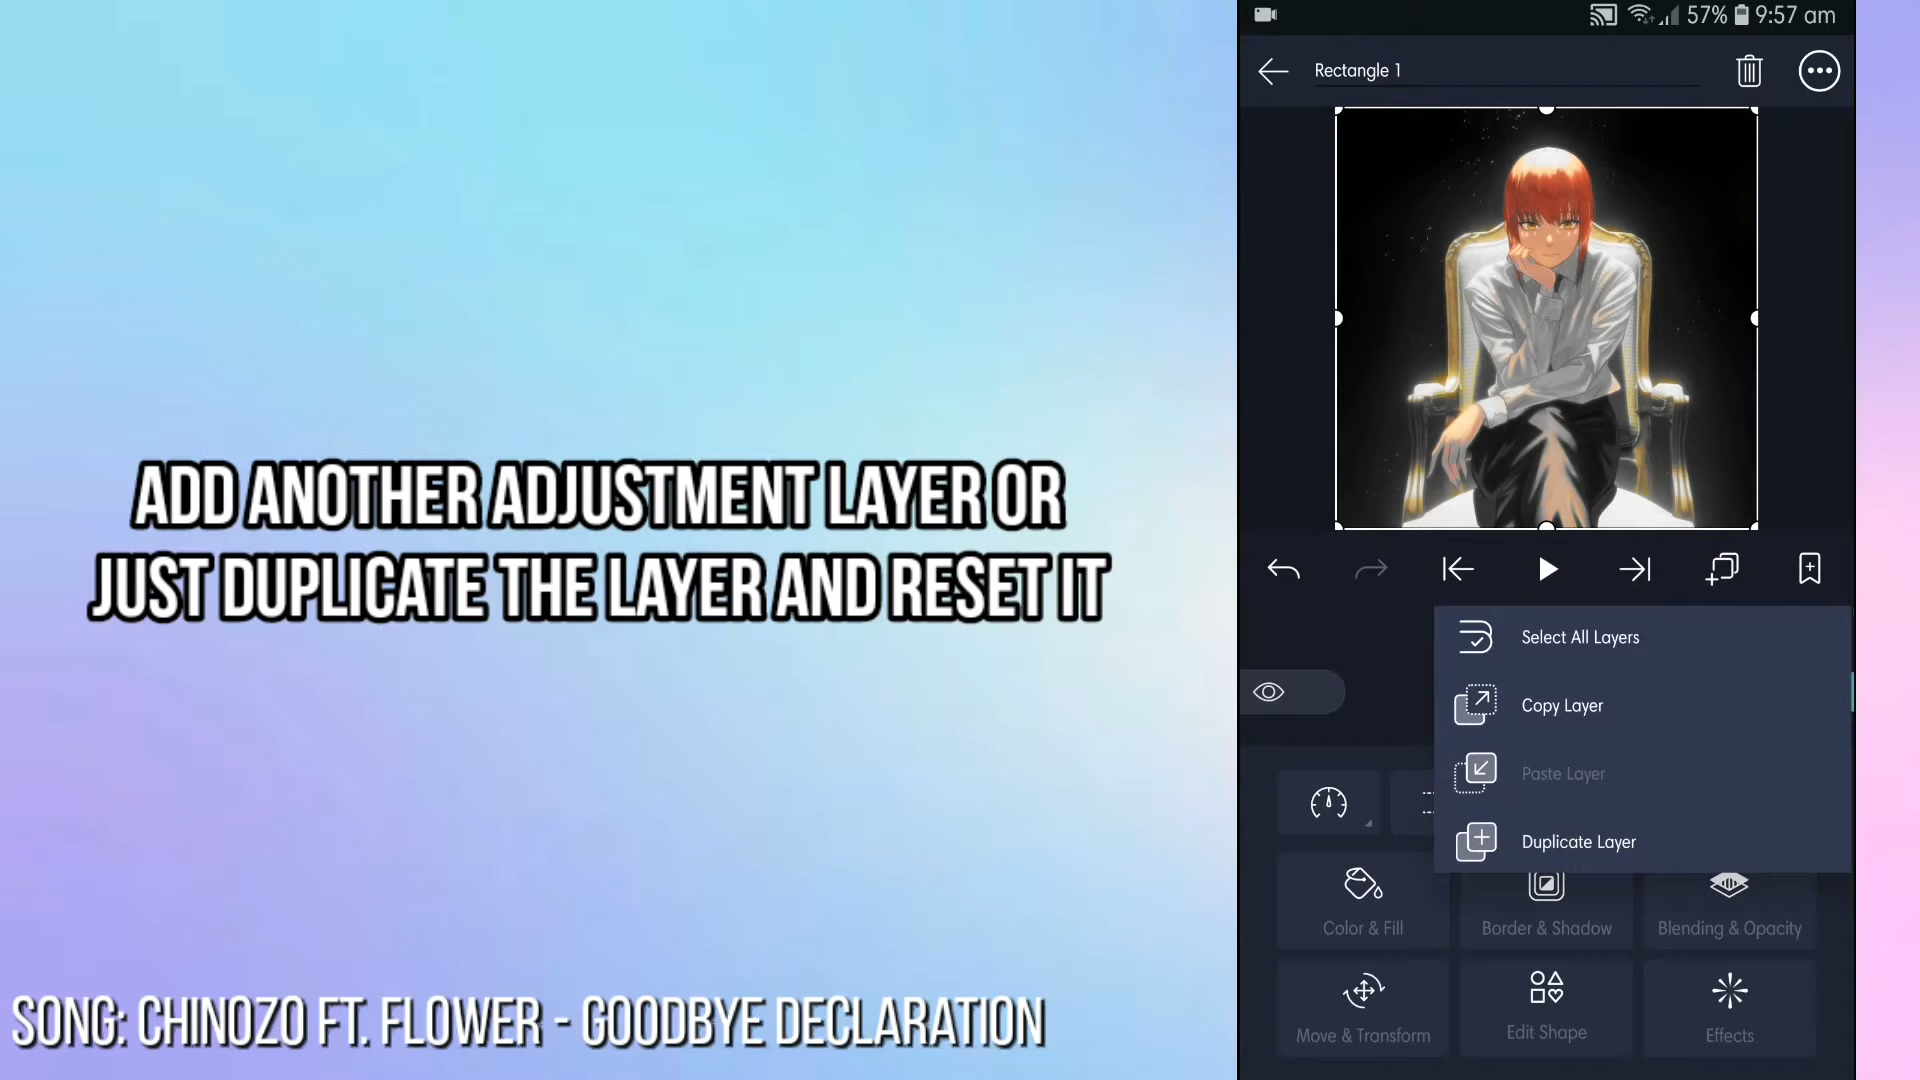 57% 9:57 am
Rectangle 1
ADD ANOTHER ADJUSTMENT LAYER OR
JUST DUPLICATE THE LAYER AND RESET IT
Select All Layers
Copy Layer
Paste Layer
Duplicate Layer
Color & Fill
Border & Shadow
Blending & Opacity
Move & Transform
Edit Shape
Effects
SONG: CHINOZO FT. FLOWER - GOODBYE DECLARATION